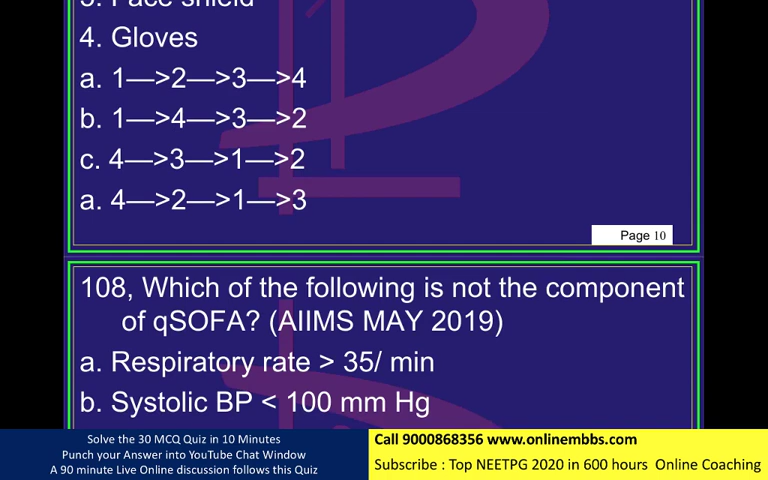 3. Face shield
4. Gloves
a. 1—>2—>3—>4
b. 1—>4—>3—>2
c. 4—>3—>1—>2
a. 4—>2—>1—>3
Page 10
108, Which of the following is not the component
of qSOFA? (AIIMS MAY 2019)
a. Respiratory rate > 35/ min
b. Systolic BP < 100 mm Hg
Solve the 30 MCQ Quiz in 10 Minutes
Punch your Answer into YouTube Chat Window
A 90 minute Live Online discussion follows this Quiz
Call 9000868356 www.onlinembbs.com
Subscribe : Top NEETPG 2020 in 600 hours Online Coaching